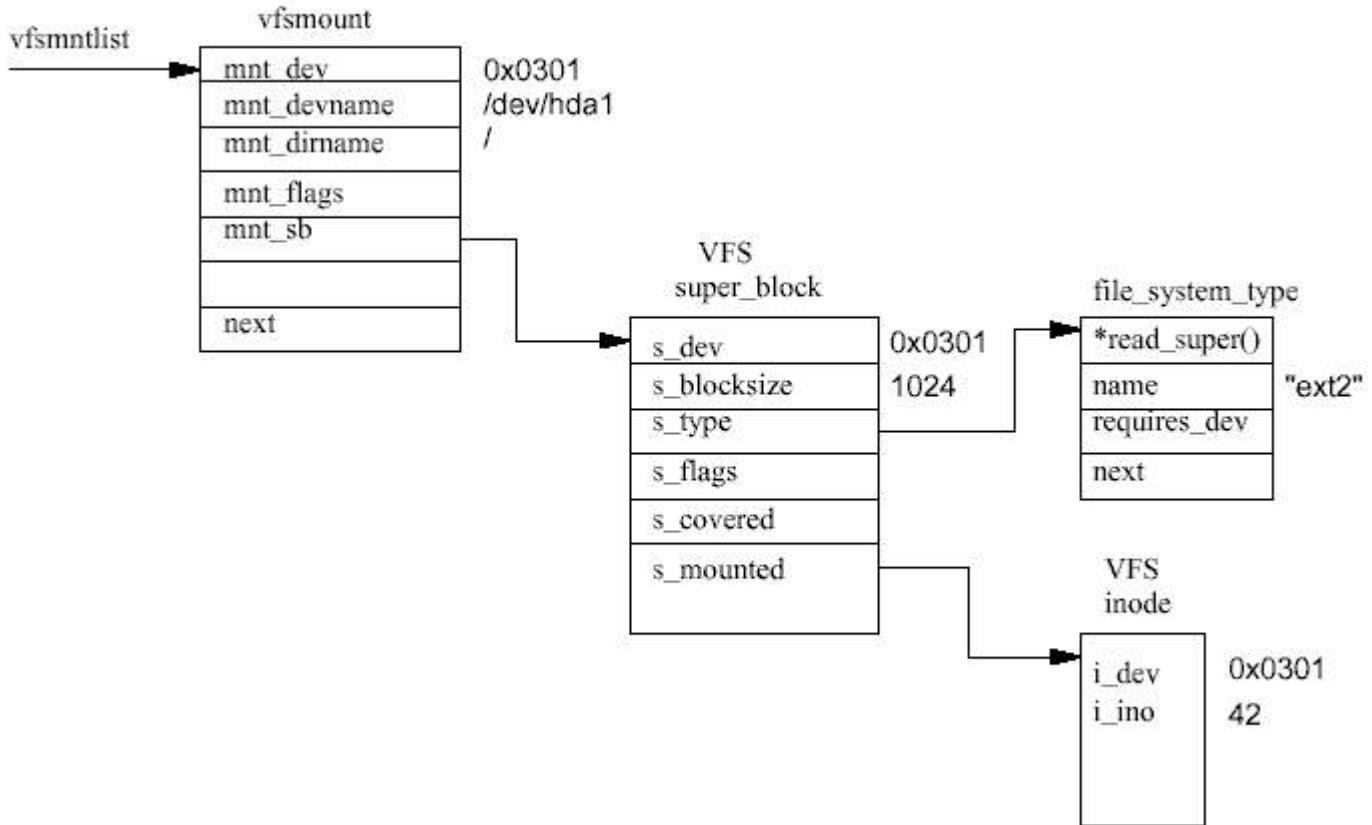 vfsmount
vfsmntlist
mnt_dev 0x0301
mnt_devname /dev/hda1
mnt_dirname /
mnt_flags
mnt_sb
next
VFS
super_block
s_dev 0x0301
s_blocksize 1024
s_type
s_flags
s_covered
s_mounted
file_system_type
*read_super()
name "ext2"
requires_dev
next
VFS
inode
i_dev 0x0301
i_ino 42